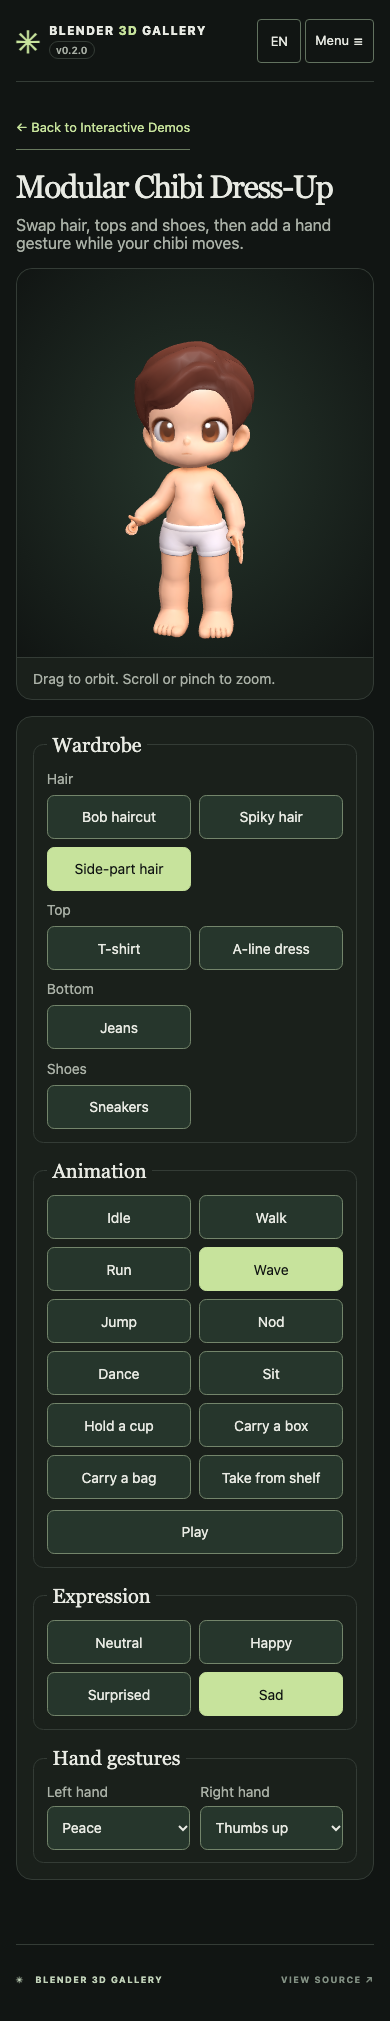 BLENDER 3D GALLERY
v0.2.0
EN
Menu ≡
← Back to Interactive Demos
Modular Chibi Dress-Up
Swap hair, tops and shoes, then add a hand
gesture while your chibi moves.
Drag to orbit. Scroll or pinch to zoom.
Wardrobe
Hair
Bob haircut
Spiky hair
Side-part hair
Top
T-shirt
A-line dress
Bottom
Jeans
Shoes
Sneakers
Animation
Idle
Walk
Run
Wave
Jump
Nod
Dance
Sit
Hold a cup
Carry a box
Carry a bag
Take from shelf
Play
Expression
Neutral
Happy
Surprised
Sad
Hand gestures
Left hand
Right hand
Peace
Thumbs up
BLENDER 3D GALLERY
VIEW SOURCE ↗